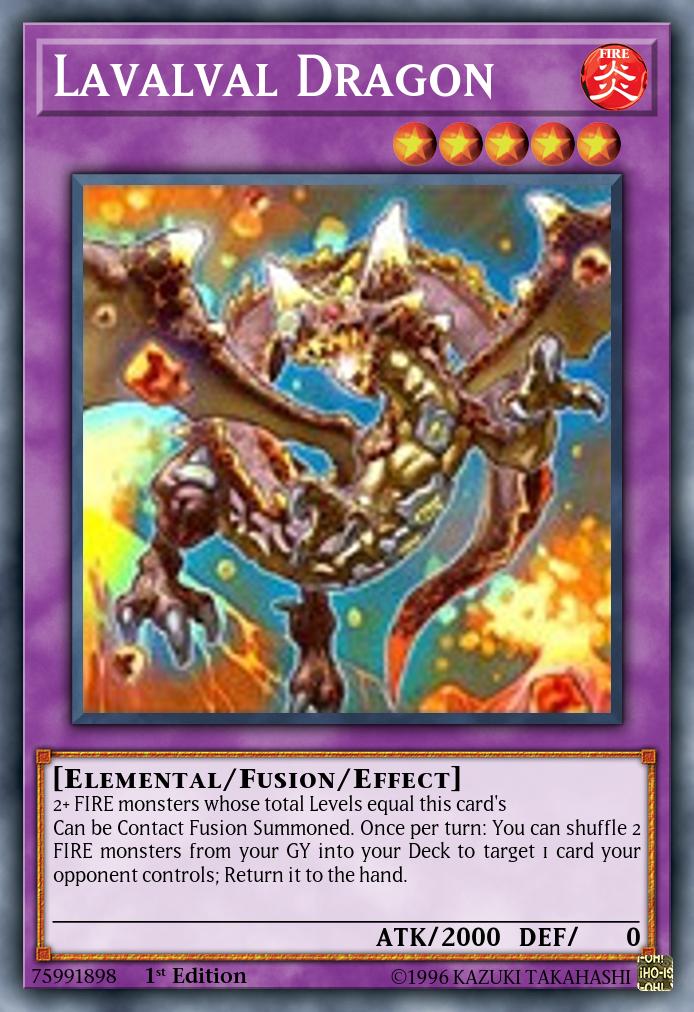 Lavalval Dragon
FIRE
炎
[Elemental/Fusion/Effect]
2+ FIRE monsters whose total Levels equal this card's
Can be Contact Fusion Summoned. Once per turn: You can shuffle 2
FIRE monsters from your GY into your Deck to target 1 card your
opponent controls; Return it to the hand.
ATK/2000 DEF/ 0
75991898 1st Edition ©1996 KAZUKI TAKAHASHI